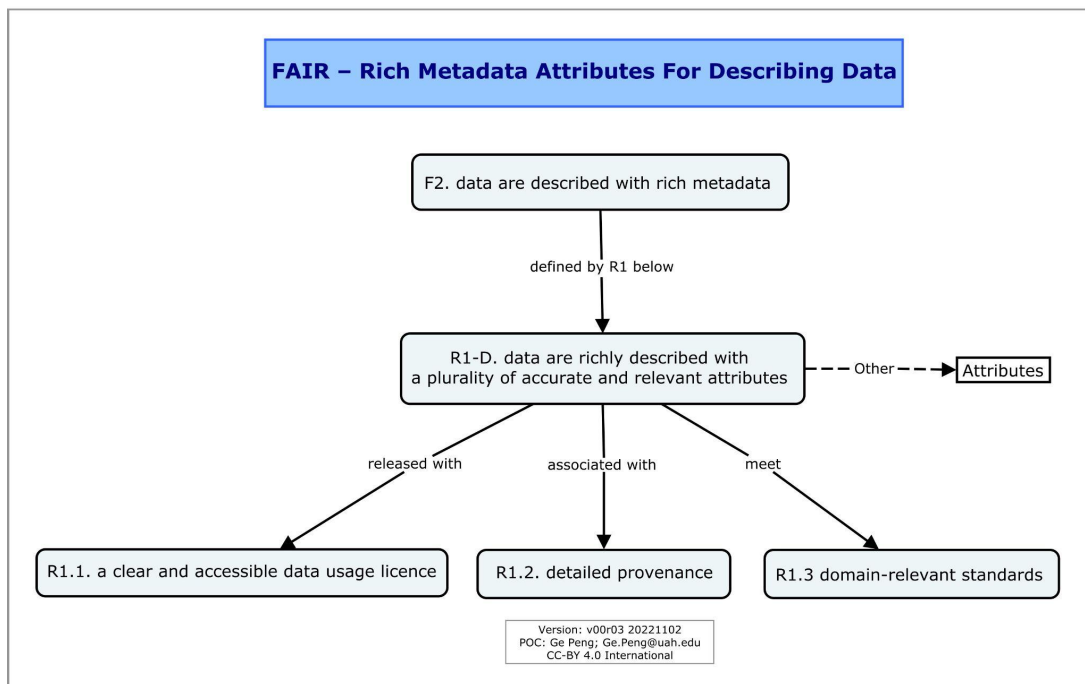 FAIR – Rich Metadata Attributes For Describing Data
F2. data are described with rich metadata
defined by R1 below
R1-D. data are richly described with
a plurality of accurate and relevant attributes
Other
Attributes
released with
associated with
meet
R1.1. a clear and accessible data usage licence
R1.2. detailed provenance
R1.3 domain-relevant standards
Version: v00r03 20221102
POC: Ge Peng; Ge.Peng@uah.edu
CC-BY 4.0 International